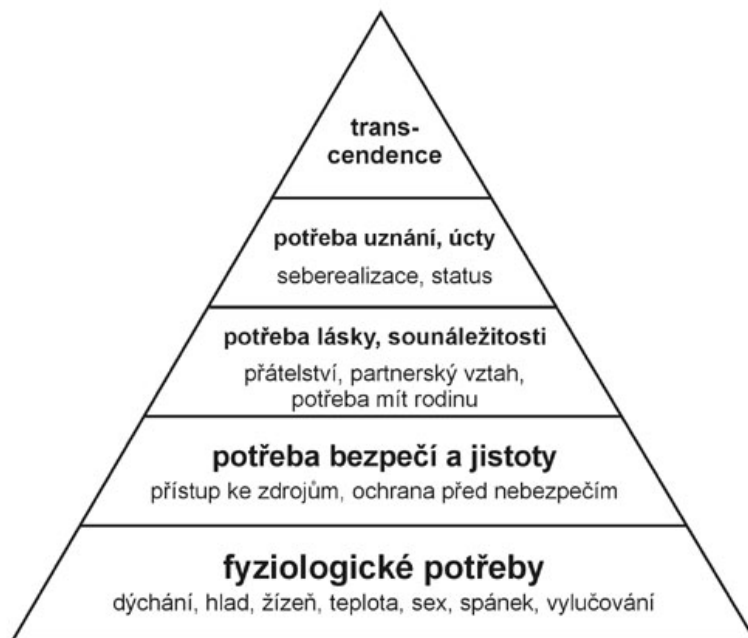 trans-
cendence
potřeba uznání, úcty
seberealizace, status
potřeba lásky, sounáležitosti
přátelství, partnerský vztah,
potřeba mít rodinu
potřeba bezpečí a jistoty
přístup ke zdrojům, ochrana před nebezpečím
fyziologické potřeby
dýchání, hlad, žízeň, teplota, sex, spánek, vylučování